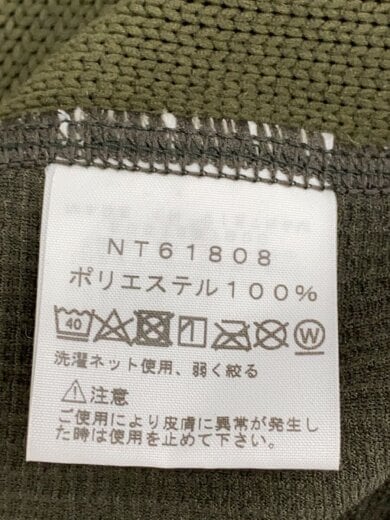 NT61808
ポリエステル100%
40 W
洗濯ネット使用、弱く絞る
注意
ご使用により皮膚に異常が発生し
た時は使用を止めて下さい。